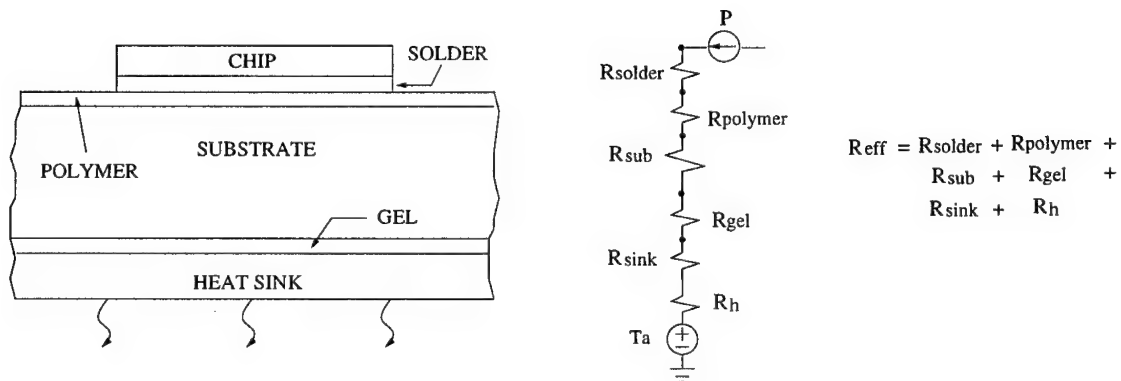 CHIP
SOLDER
POLYMER
SUBSTRATE
GEL
HEAT SINK
P
Rsolder
Rpolymer
Rsub
Rgel
Rsink
Rh
Ta
+
−
Reff = Rsolder + Rpolymer +
Rsub + Rgel +
Rsink + Rh